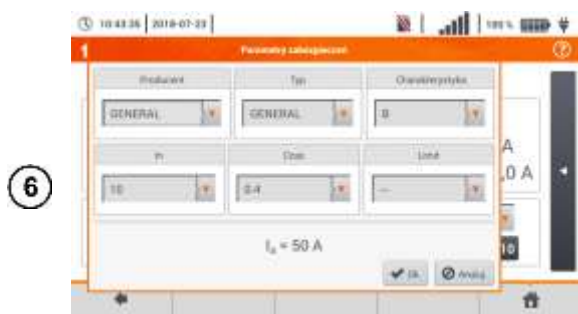 10:43:36 | 2018-07-23 | 100%
1 Parametry zabezpieczeń ?
Producent Typ Charakterystyka
GENERAL GENERAL B
In Czas Limit
10 0.4 ---
Iₐ = 50 A
Ok Anuluj
A
.0 A
10
6